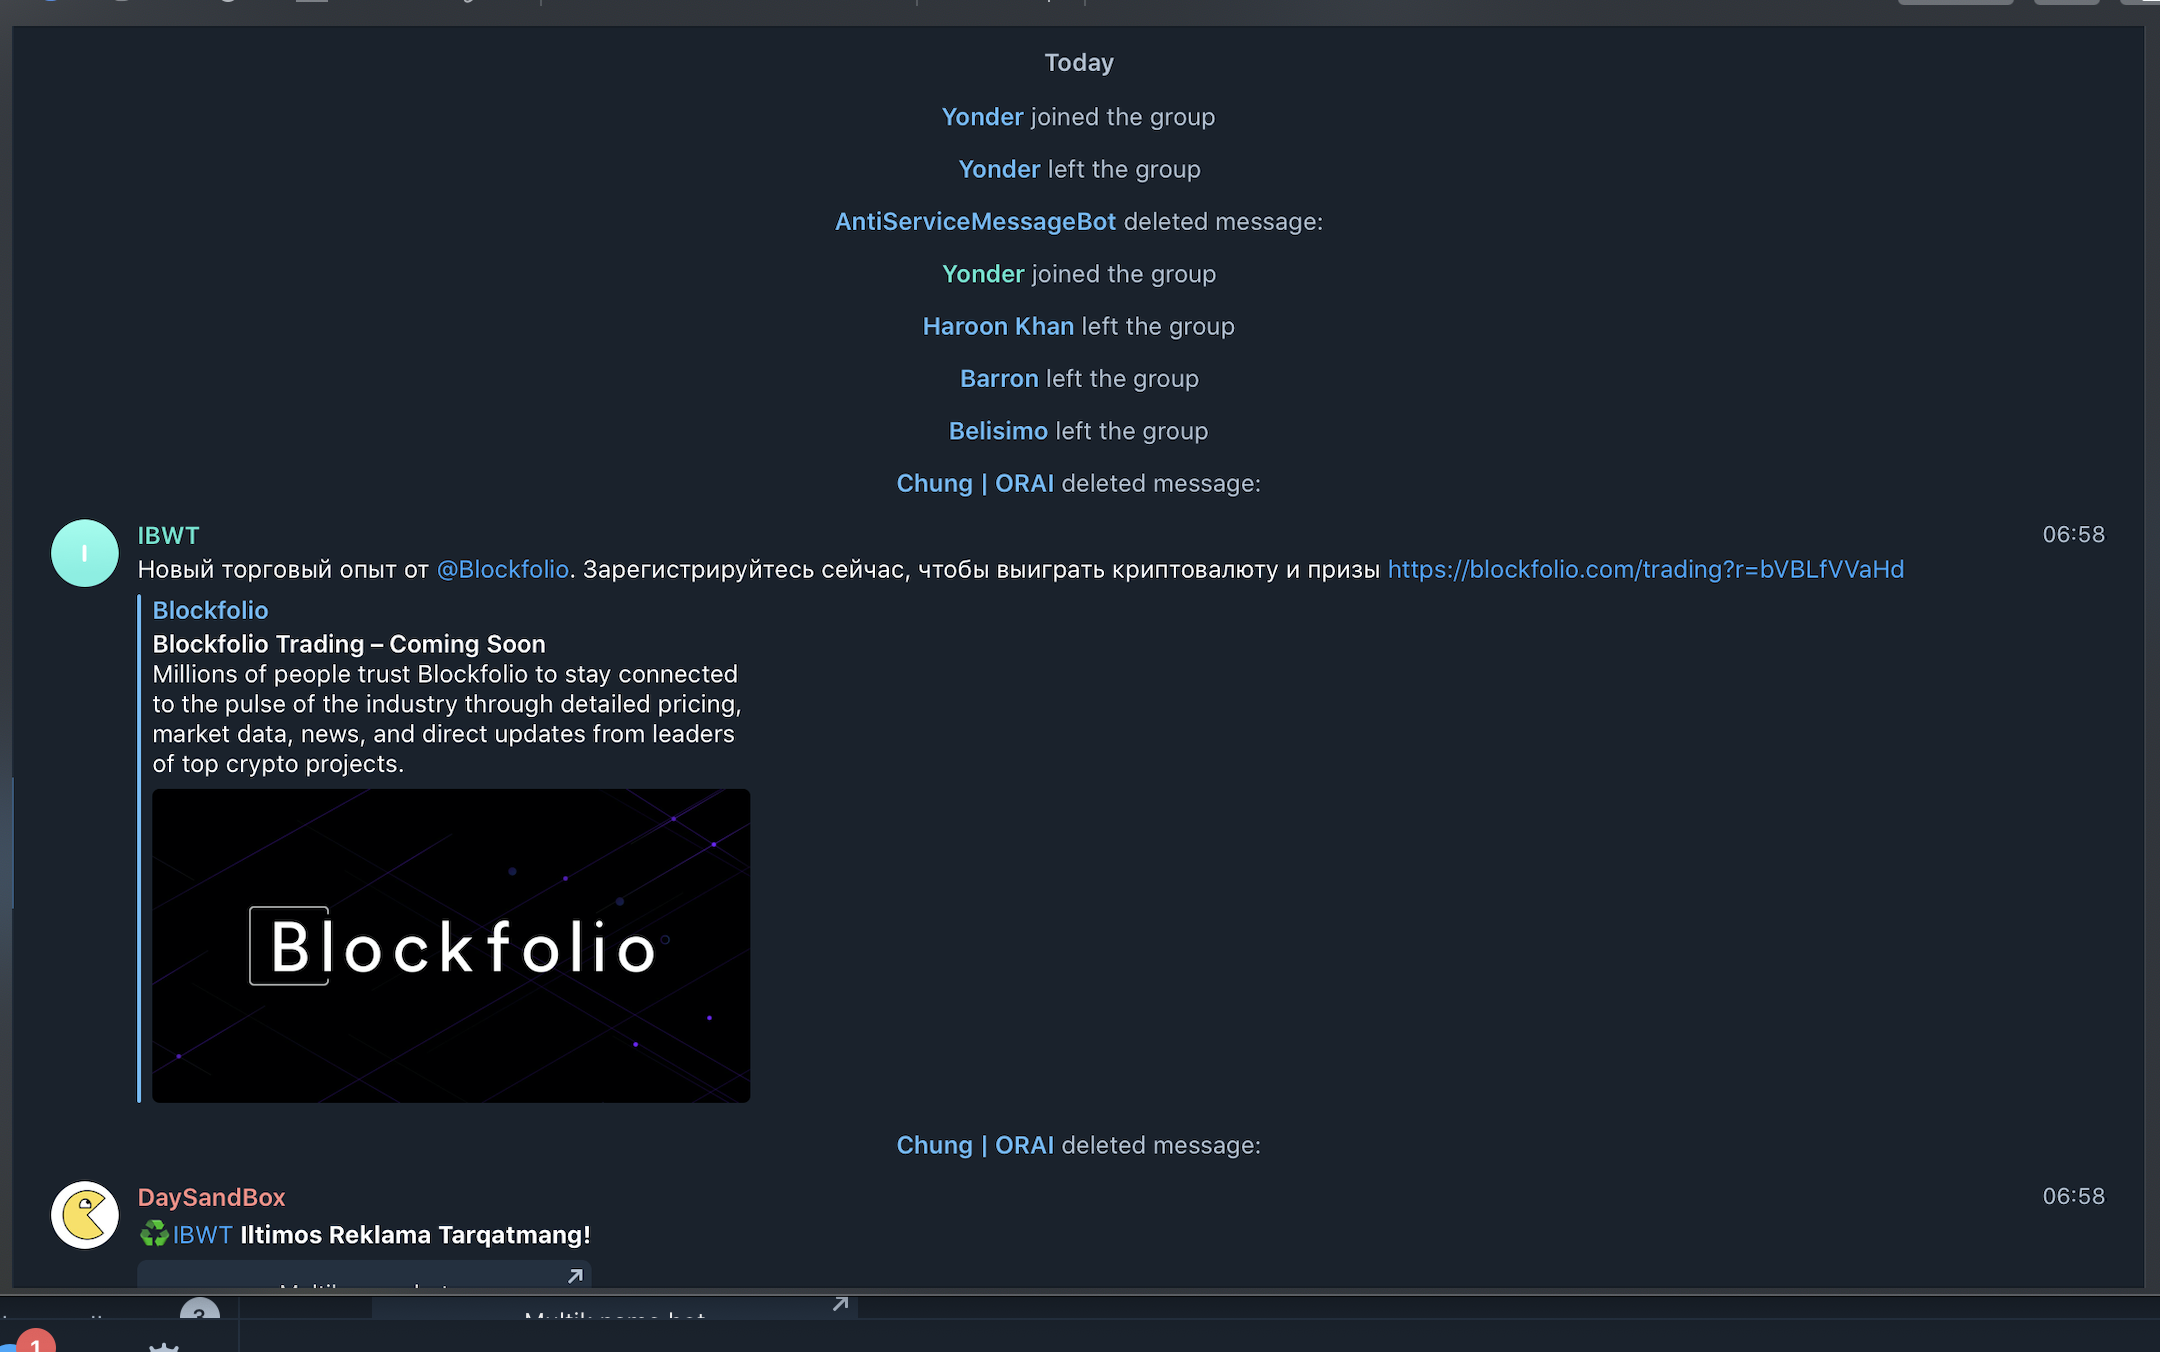 Today
Yonder joined the group
Yonder left the group
AntiServiceMessageBot deleted message:
Yonder joined the group
Haroon Khan left the group
Barron left the group
Belisimo left the group
Chung | ORAI deleted message:
I
IBWT
06:58
Новый торговый опыт от @Blockfolio. Зарегистрируйтесь сейчас, чтобы выиграть криптовалюту и призы https://blockfolio.com/trading?r=bVBLfVVaHd
Blockfolio
Blockfolio Trading – Coming Soon
Millions of people trust Blockfolio to stay connected
to the pulse of the industry through detailed pricing,
market data, news, and direct updates from leaders
of top crypto projects.
Blockfolio
Chung | ORAI deleted message:
DaySandBox
06:58
♻️IBWT Iltimos Reklama Tarqatmang!
1